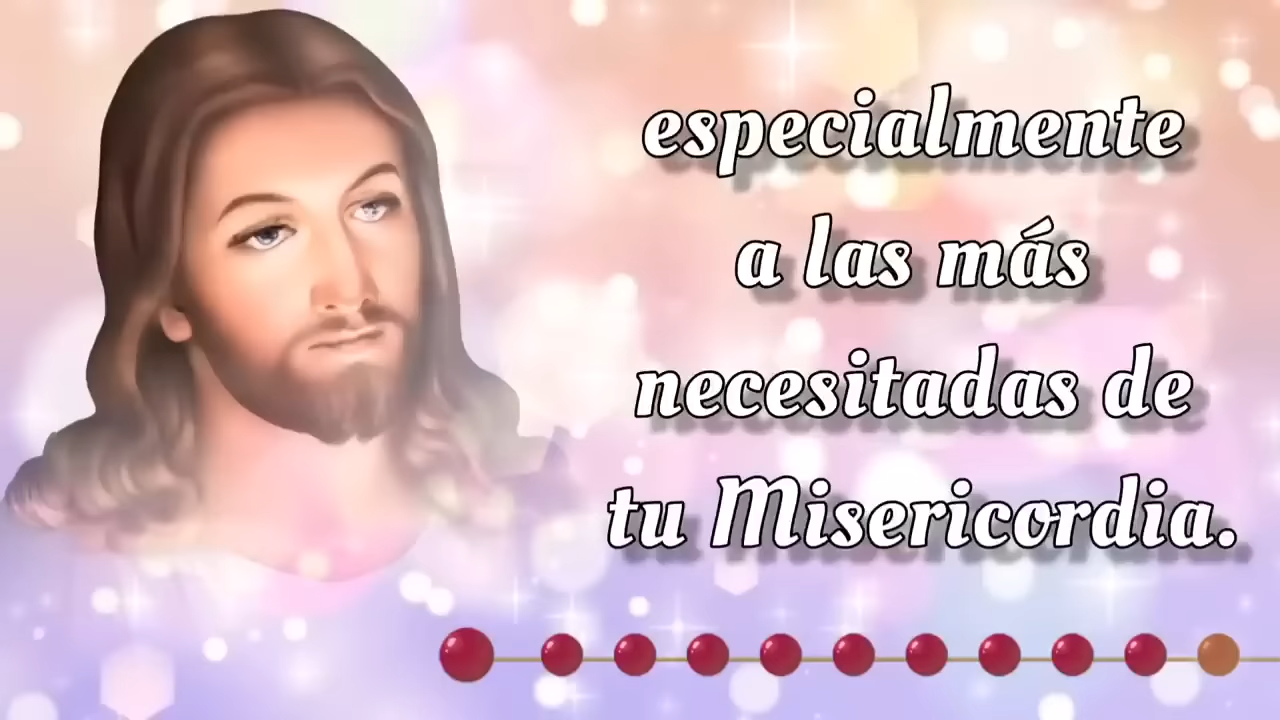 especialmente
a las más
necesitadas de
tu Misericordia.